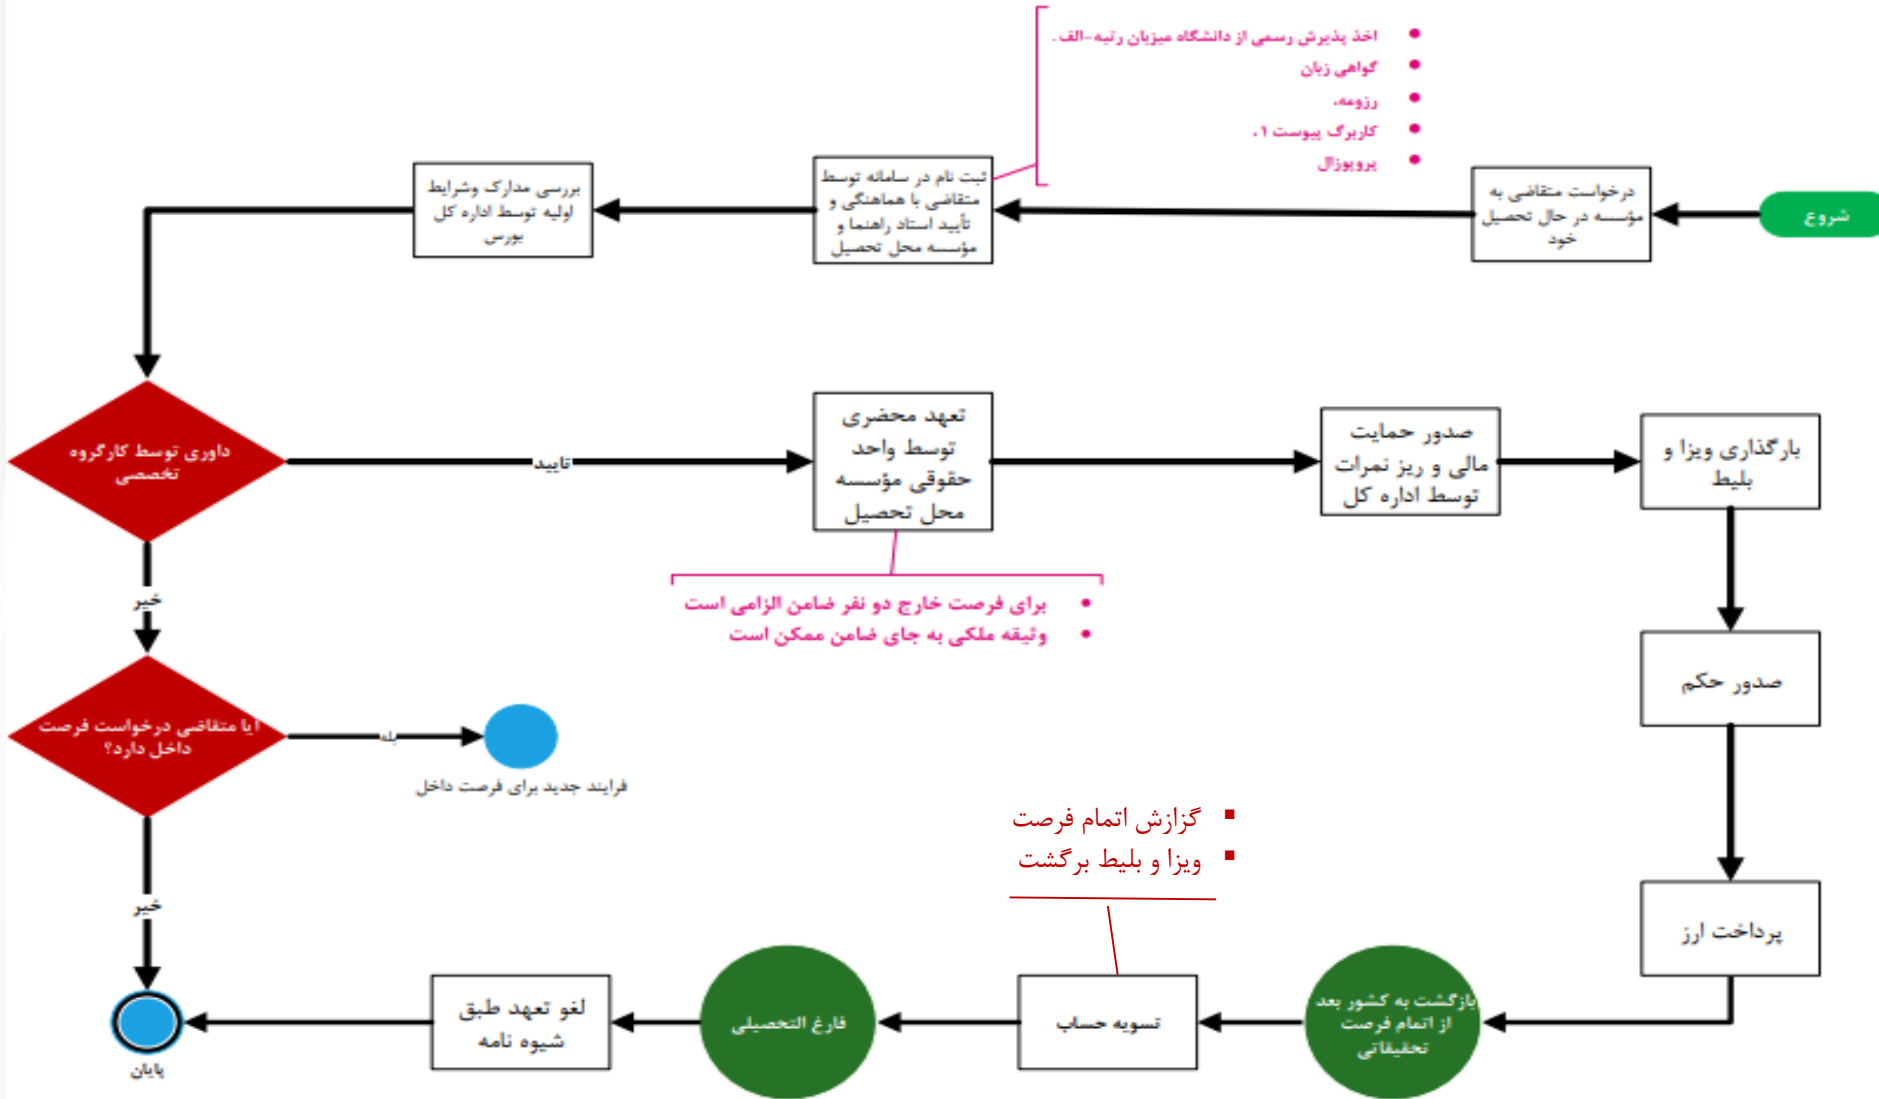 اخذ پذیرش رسمی از دانشگاه میزبان رتبه-الف.
گواهی زبان
رزومه،
کاربرگ پیوست ۱،
پروپوزال
شروع
درخواست متقاضی به
مؤسسه در حال تحصیل
خود
ثبت نام در سامانه توسط
متقاضی با هماهنگی و
تأیید استاد راهنما و
مؤسسه محل تحصیل
بررسی مدارک وشرایط
اولیه توسط اداره کل
بورس
داوری توسط کارگروه
تخصصی
تایید
تعهد محضری
توسط واحد
حقوقی مؤسسه
محل تحصیل
صدور حمایت
مالی و ریز نمرات
توسط اداره کل
بارگذاری ویزا و
بلیط
برای فرصت خارج دو نفر ضامن الزامی است
وثیقه ملکی به جای ضامن ممکن است
خیر
صدور حکم
آیا متقاضی درخواست فرصت
داخل دارد؟
بله
فرایند جدید برای فرصت داخل
گزازش اتمام فرصت
ویزا و بلیط برگشت
خیر
پرداخت ارز
بازگشت به کشور بعد
از اتمام فرصت
تحقیقاتی
تسویه حساب
فارغ التحصیلی
لغو تعهد طبق
شیوه نامه
پایان